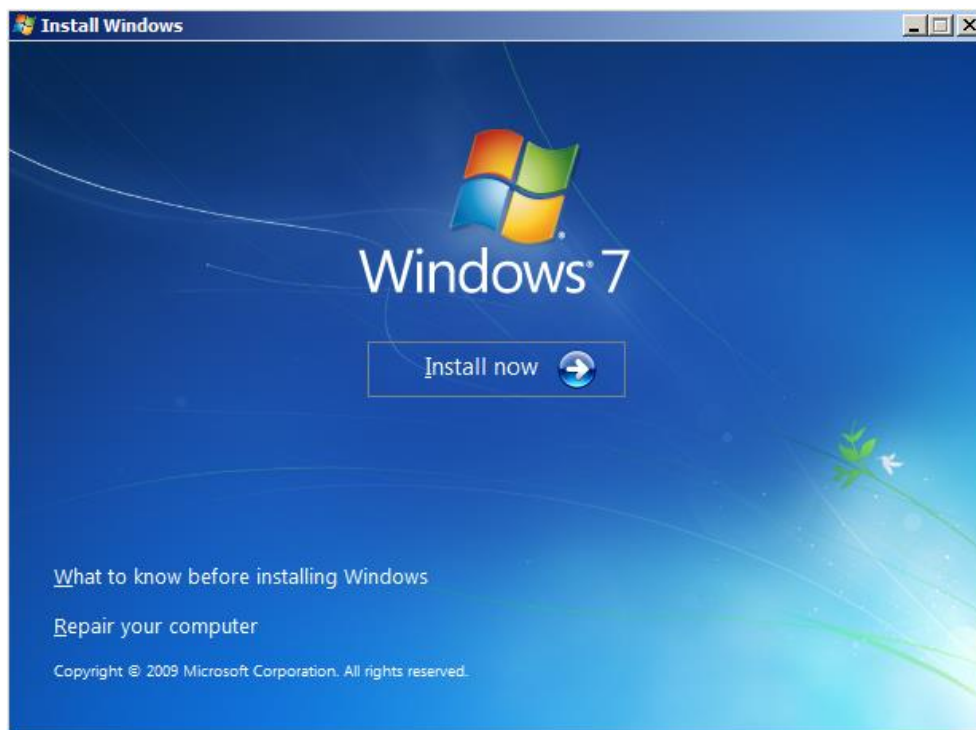 Install Windows
Windows® 7
Install now
What to know before installing Windows
Repair your computer
Copyright © 2009 Microsoft Corporation. All rights reserved.